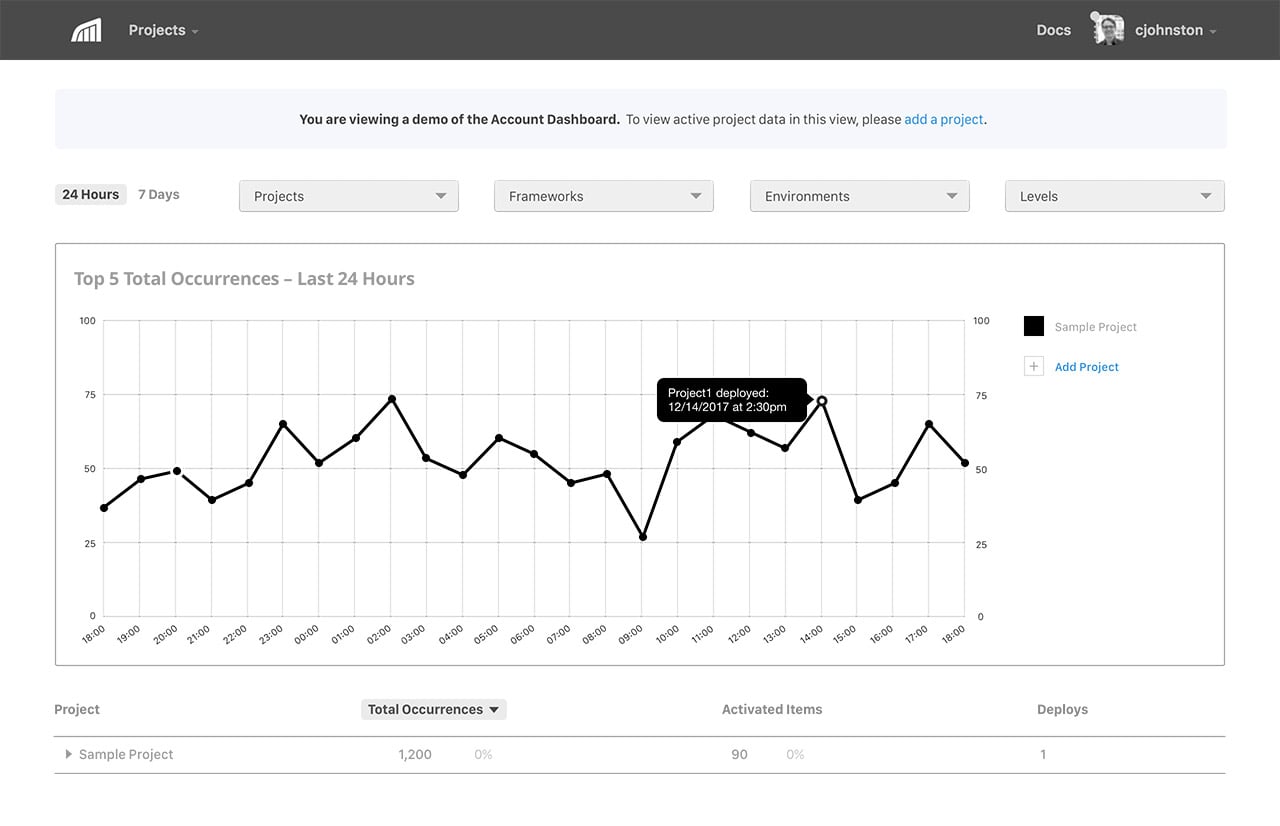 Projects
Docs
cjohnston
You are viewing a demo of the Account Dashboard. To view active project data in this view, please add a project.
24 Hours
7 Days
Projects
Frameworks
Environments
Levels
Top 5 Total Occurrences – Last 24 Hours
100
75
50
25
0
100
75
50
25
0
Project1 deployed:
12/14/2017 at 2:30pm
Sample Project
+ Add Project
18:00 19:00 20:00 21:00 22:00 23:00 00:00 01:00 02:00 03:00 04:00 05:00 06:00 07:00 08:00 09:00 10:00 11:00 12:00 13:00 14:00 15:00 16:00 17:00 18:00
Project Total Occurrences Activated Items Deploys
Sample Project 1,200 0% 90 0% 1